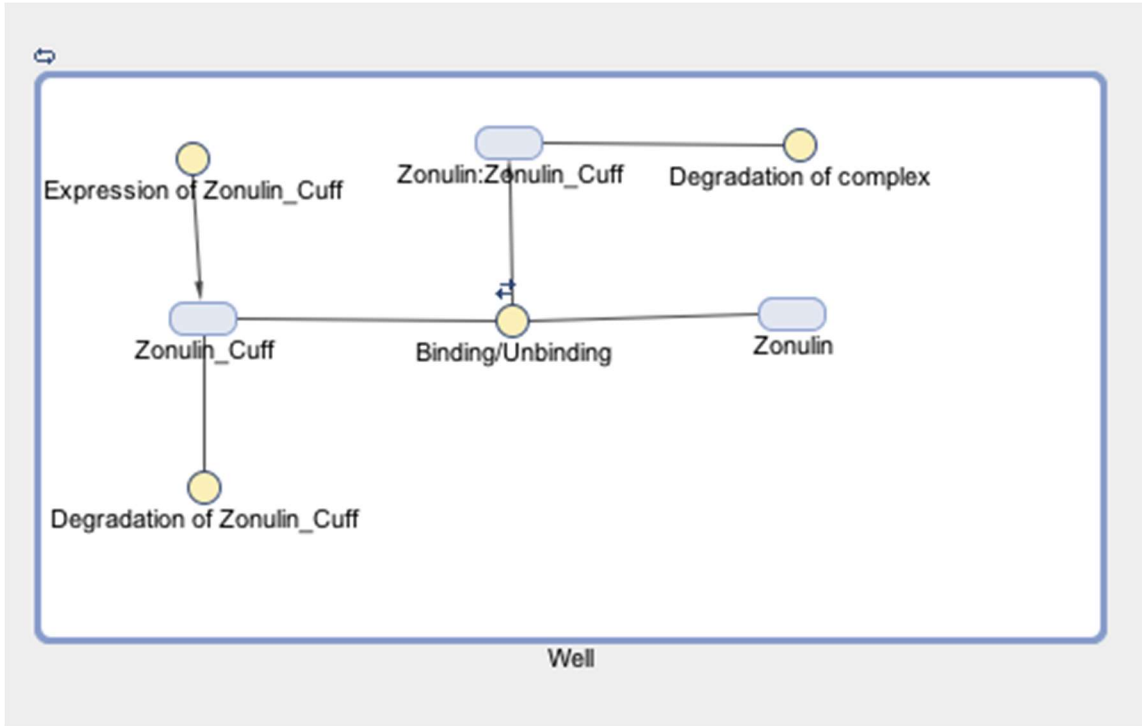 Expression of Zonulin_Cuff
Zonulin:Zonulin_Cuff
Degradation of complex
Zonulin_Cuff
Binding/Unbinding
Zonulin
Degradation of Zonulin_Cuff
Well